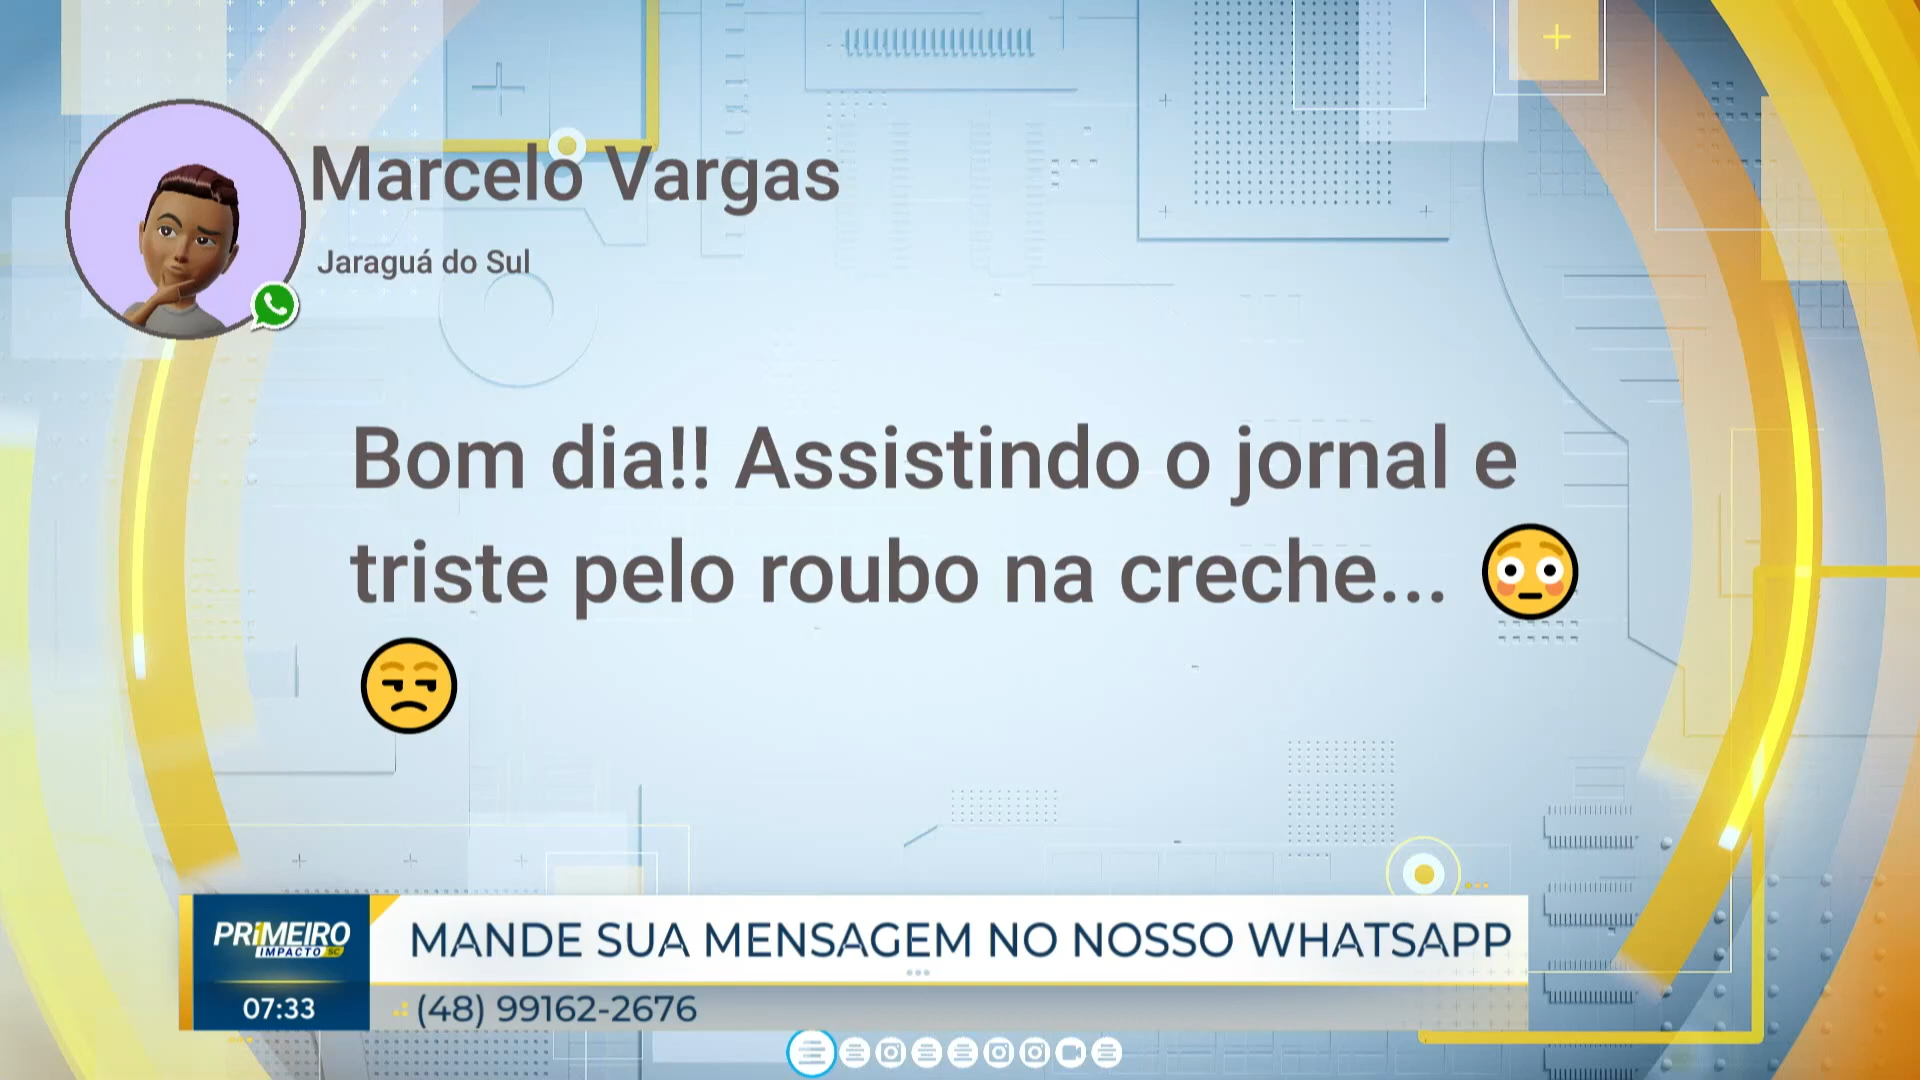 Marcelo Vargas
Jaraguá do Sul
Bom dia!! Assistindo o jornal e
triste pelo roubo na creche... 😳
😒
PRIMEIRO
IMPACTO SC
MANDE SUA MENSAGEM NO NOSSO WHATSAPP
07:33
(48) 99162-2676